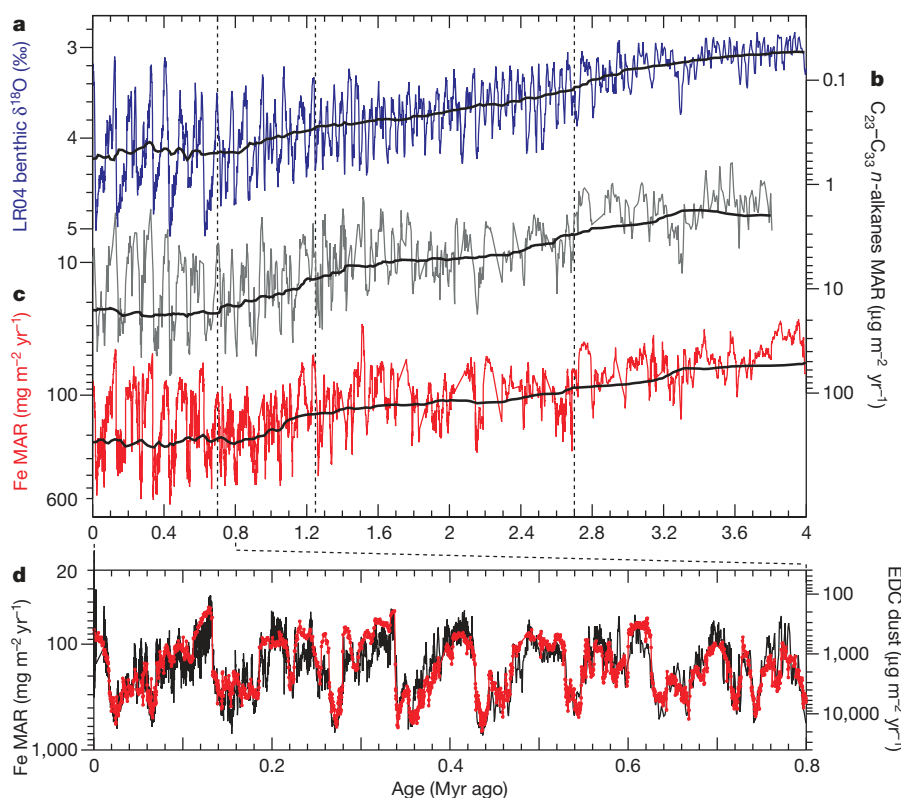 a
LR04 benthic δ¹⁸O (‰)
3
4
5
b
C₂₃–C₃₃ n-alkanes MAR (μg m⁻² yr⁻¹)
0.1
1
10
100
c
Fe MAR (mg m⁻² yr⁻¹)
10
100
600
0 0.4 0.8 1.2 1.6 2 2.4 2.8 3.2 3.6 4
d
Fe MAR (mg m⁻² yr⁻¹)
20
100
1,000
EDC dust (μg m⁻² yr⁻¹)
100
1,000
10,000
0 0.2 0.4 0.6 0.8
Age (Myr ago)